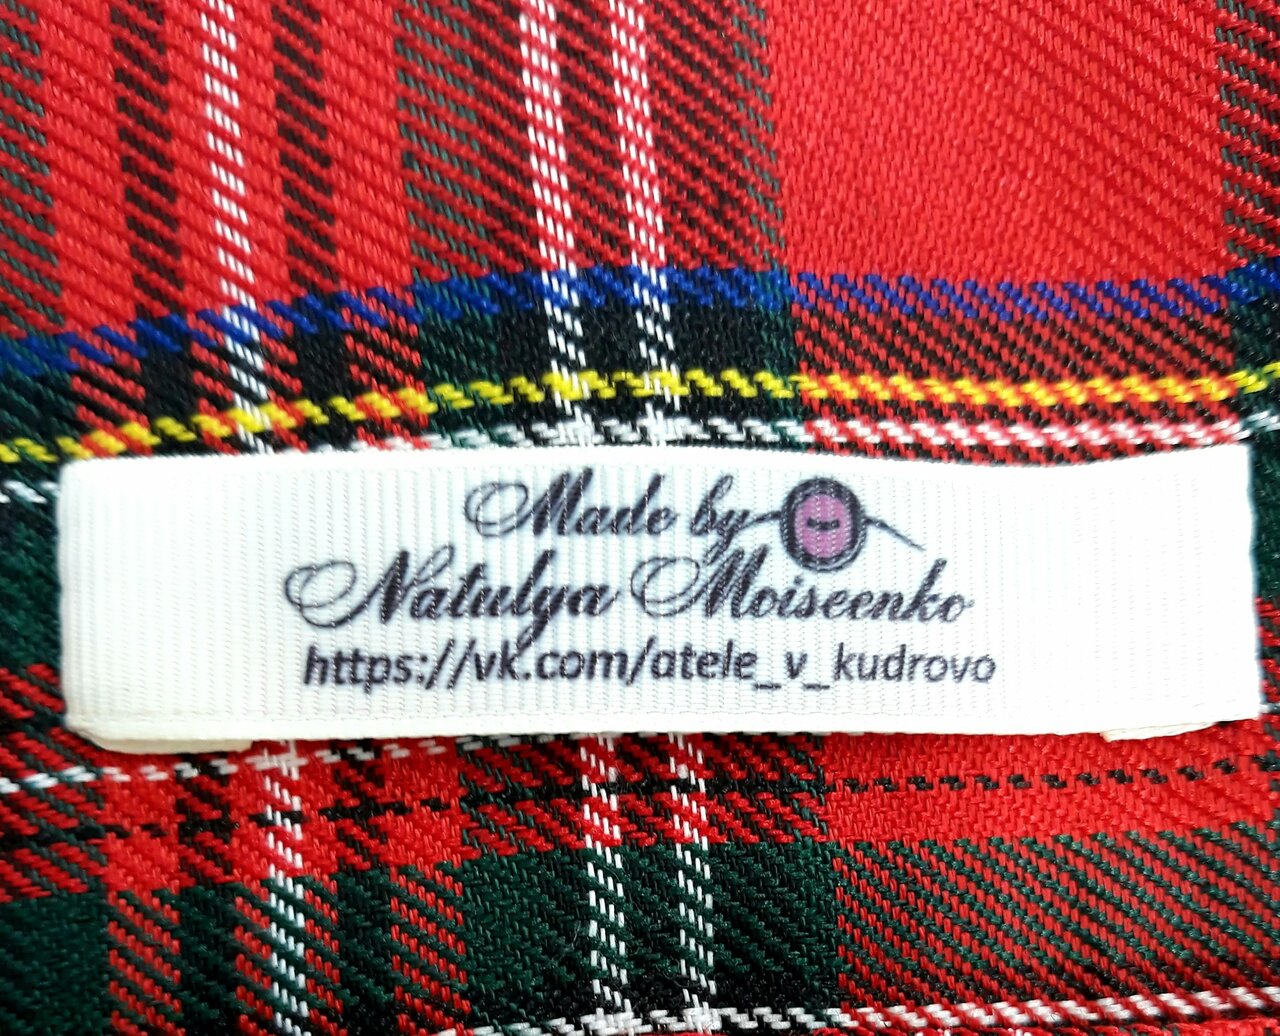 Made by
Natulya Moiseenko
https://vk.com/atele_v_kudrovo